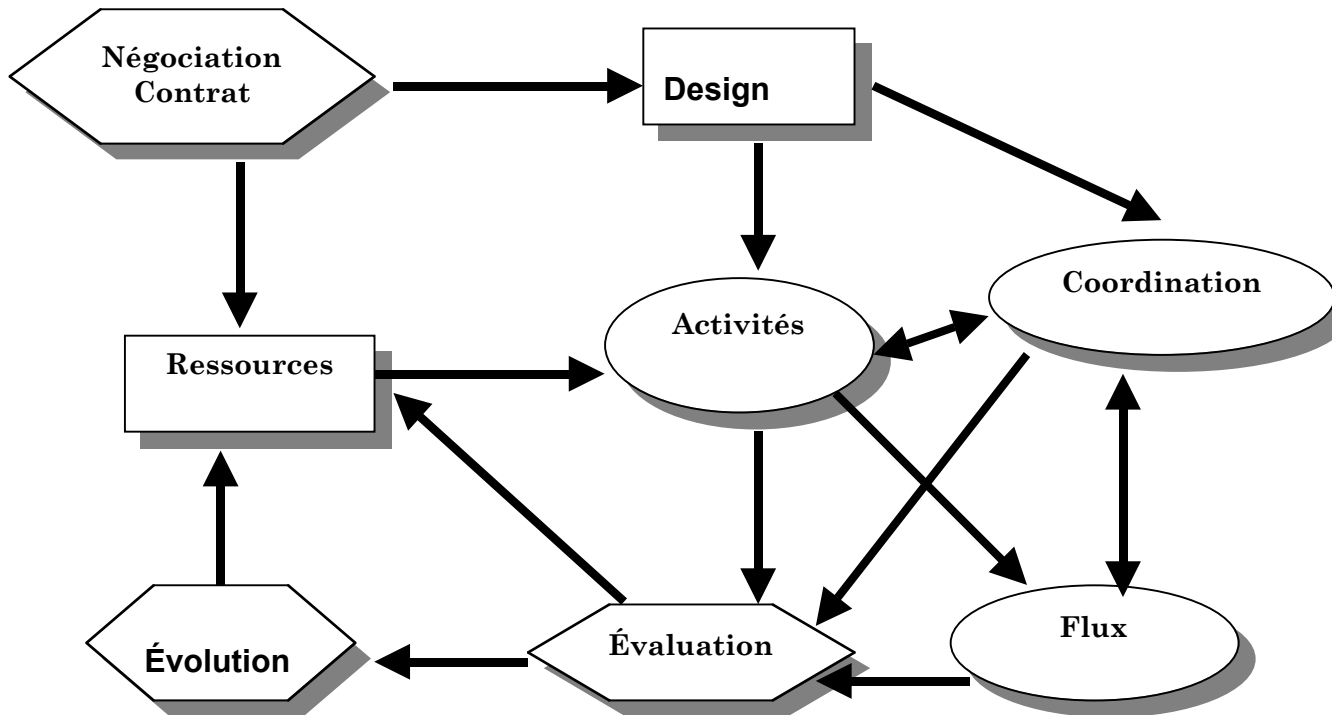 Négociation
Contrat
Design
Coordination
Activités
Ressources
Flux
Évaluation
Évolution